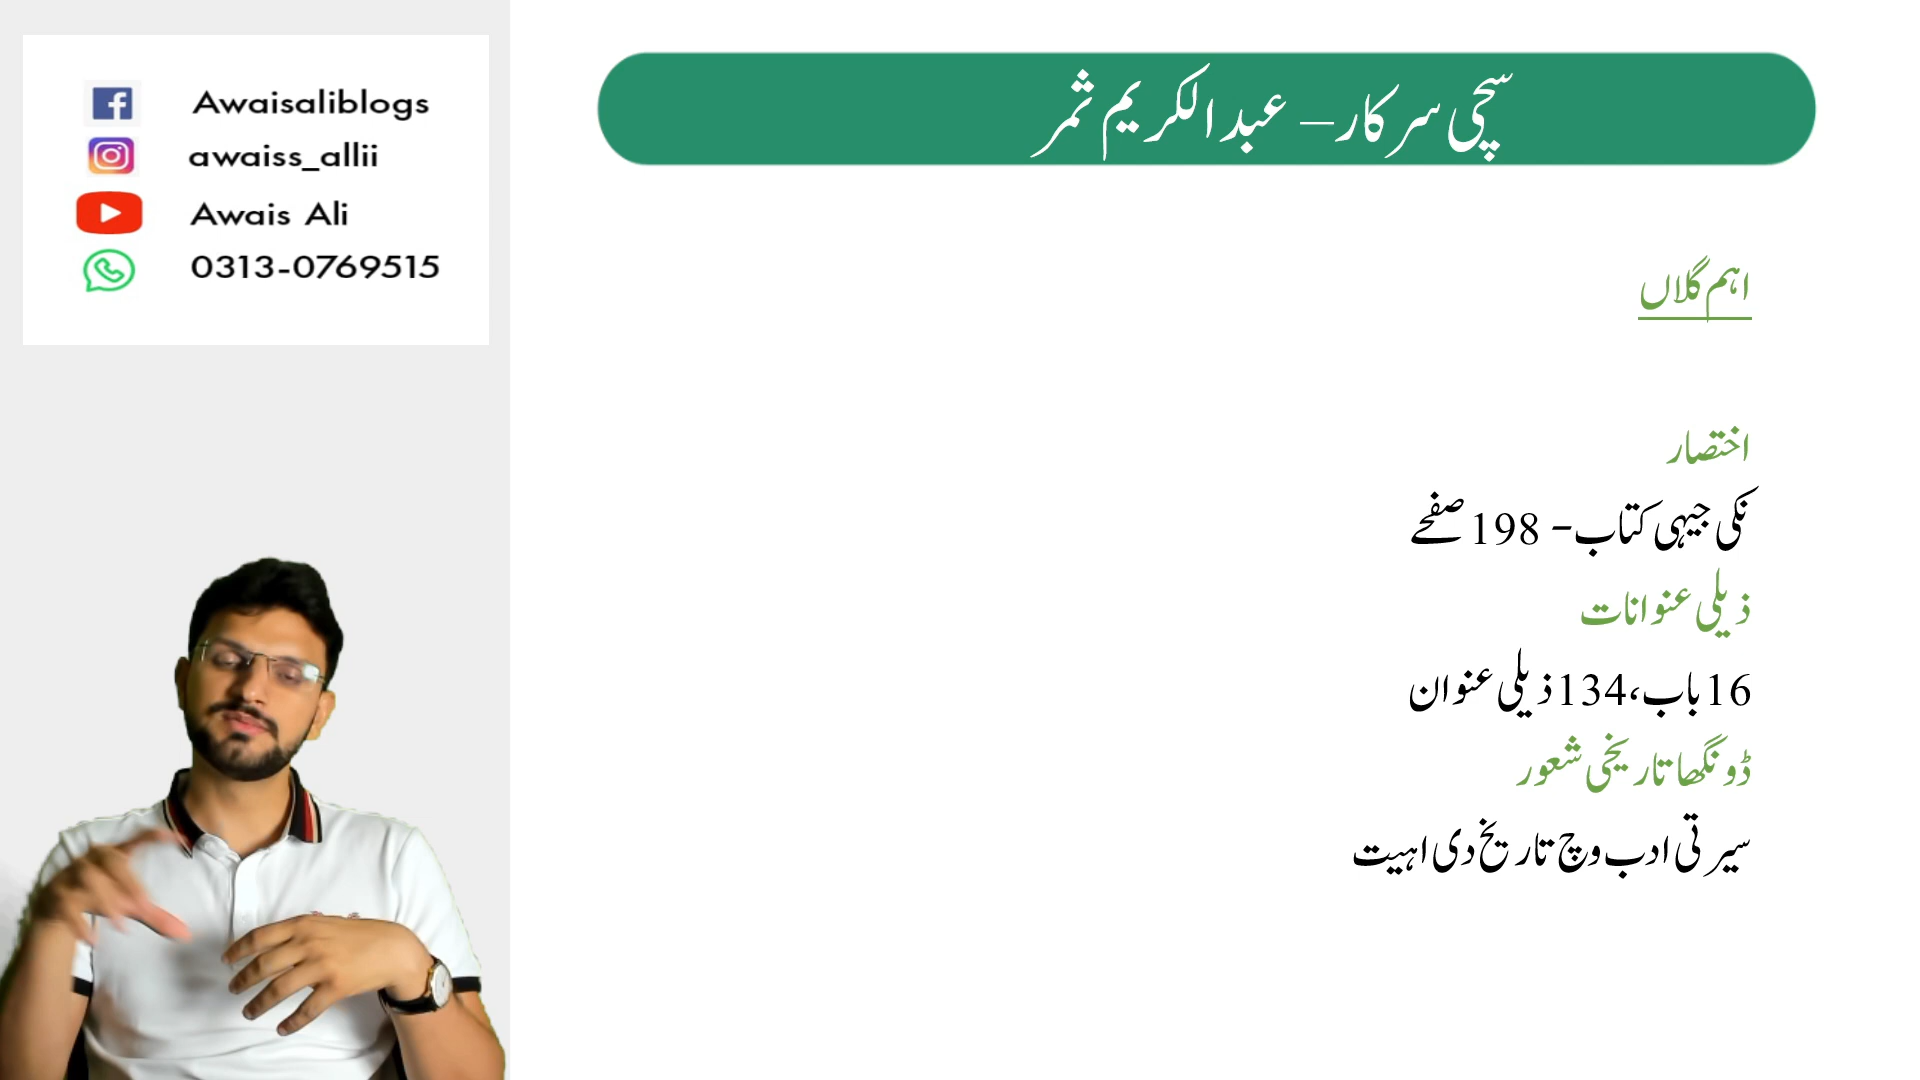 Awaisaliblogs
awaiss_allii
Awais Ali
0313-0769515
سچی سرکار – عبدالکریم ثمر
اہم گلاں
اختصار
نکی جیہی کتاب - 198 صفحے
ذیلی عنوانات
16 باب، 134 ذیلی عنوان
ڈونگھا تاریخی شعور
سیرتی ادب وچ تاریخ دی اہمیت